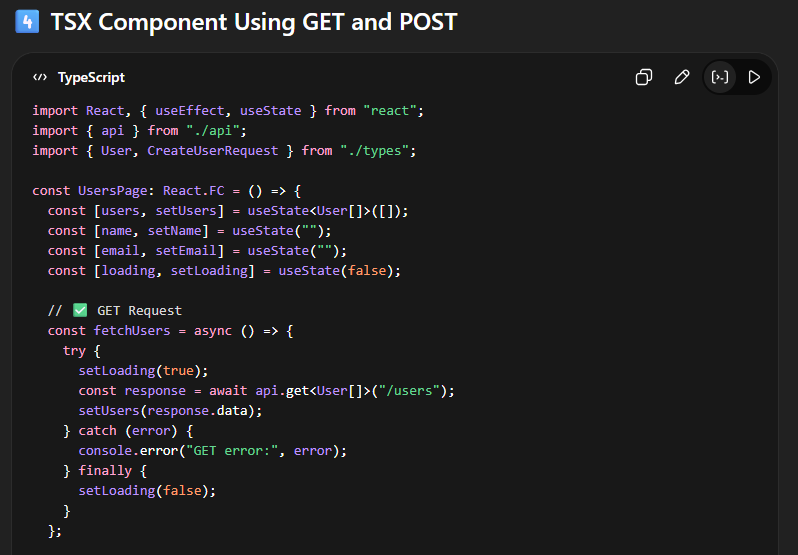 4️⃣ TSX Component Using GET and POST
</> TypeScript
import React, { useEffect, useState } from "react";
import { api } from "./api";
import { User, CreateUserRequest } from "./types";

const UsersPage: React.FC = () => {
  const [users, setUsers] = useState<User[]>([]);
  const [name, setName] = useState("");
  const [email, setEmail] = useState("");
  const [loading, setLoading] = useState(false);

  // ✅ GET Request
  const fetchUsers = async () => {
    try {
      setLoading(true);
      const response = await api.get<User[]>("/users");
      setUsers(response.data);
    } catch (error) {
      console.error("GET error:", error);
    } finally {
      setLoading(false);
    }
  };